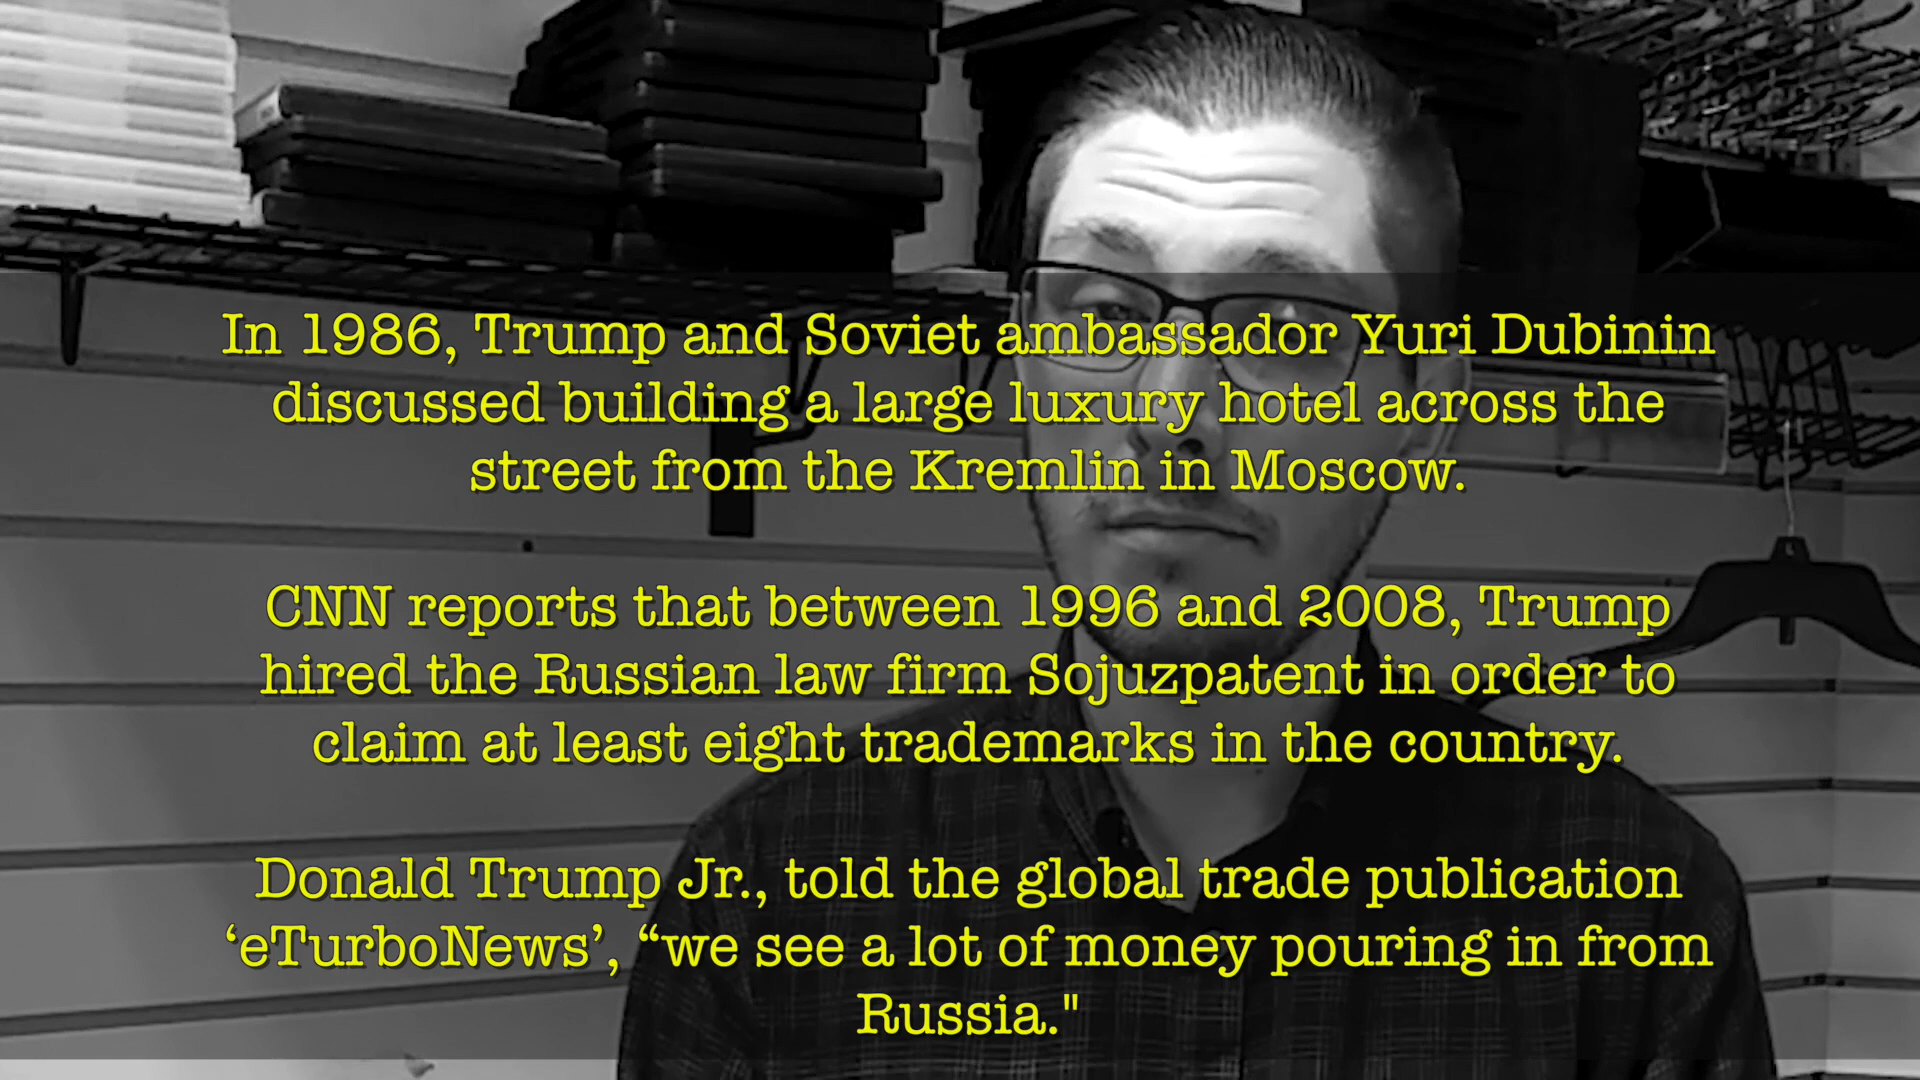 In 1986, Trump and Soviet ambassador Yuri Dubinin
discussed building a large luxury hotel across the
street from the Kremlin in Moscow.
CNN reports that between 1996 and 2008, Trump
hired the Russian law firm Sojuzpatent in order to
claim at least eight trademarks in the country.
Donald Trump Jr., told the global trade publication
‘eTurboNews’, “we see a lot of money pouring in from
Russia."